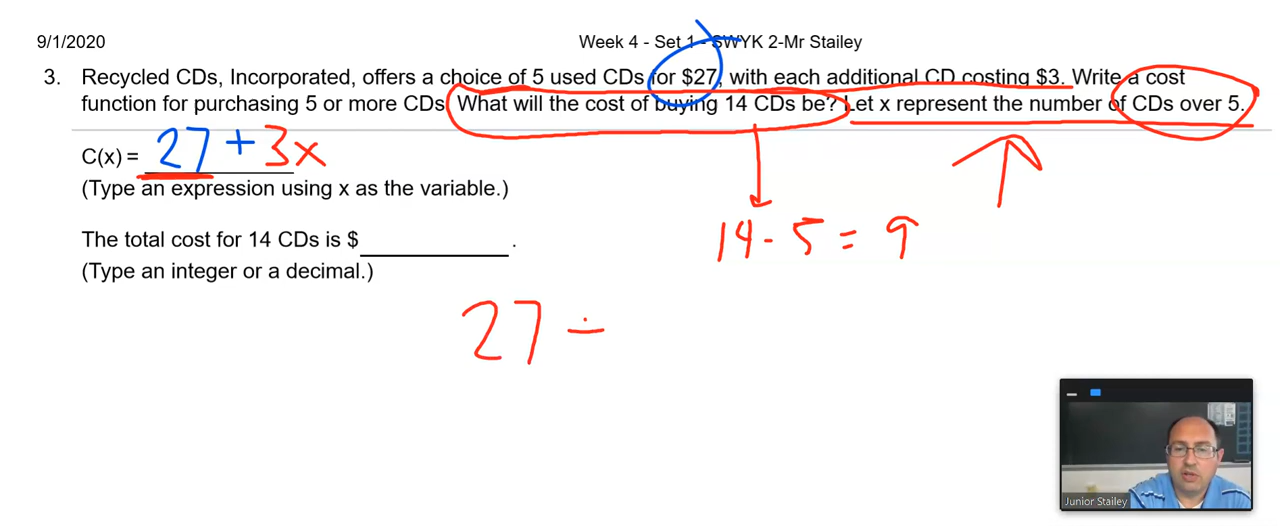 9/1/2020 Week 4 - Set 1 - SWYK 2-Mr Stailey
3. Recycled CDs, Incorporated, offers a choice of 5 used CDs for $27, with each additional CD costing $3. Write a cost
function for purchasing 5 or more CDs. What will the cost of buying 14 CDs be? Let x represent the number of CDs over 5.
C(x) = 27 + 3x
(Type an expression using x as the variable.)
14 - 5 = 9
The total cost for 14 CDs is $ .
(Type an integer or a decimal.)
27
Junior Stailey